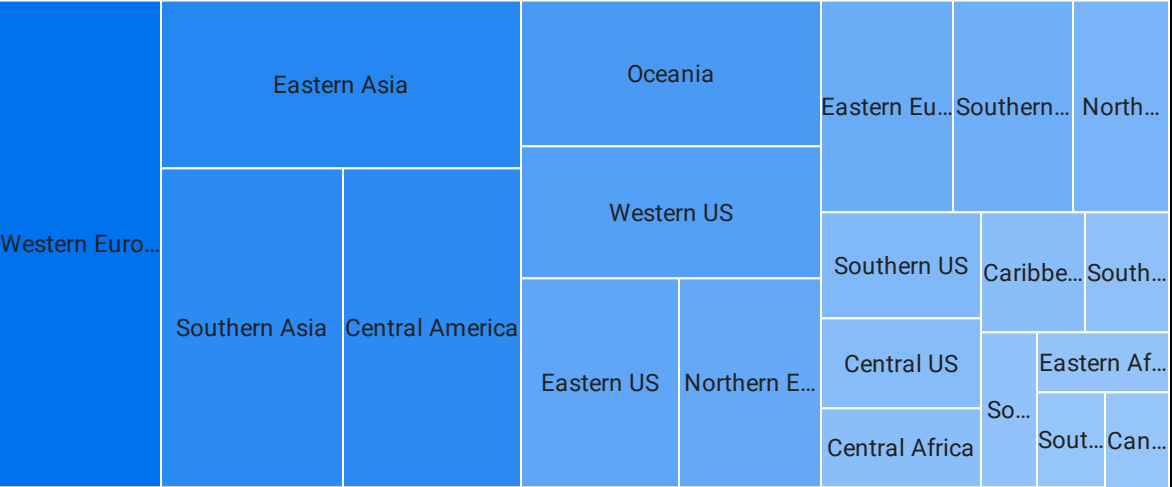 Western Euro...
Eastern Asia
Southern Asia
Central America
Oceania
Western US
Eastern US
Northern E...
Eastern Eu...
Southern...
North...
Southern US
Caribbe...
South...
Central US
Central Africa
So...
Eastern Af...
Sout...
Can...